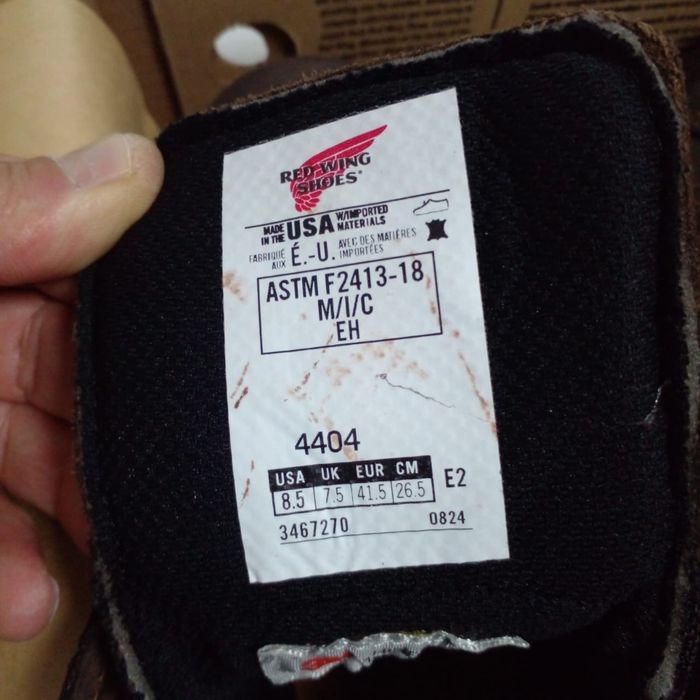 RED WING
SHOES®
MADE IN THE USA W/IMPORTED MATERIALS
FABRIQUÉ AUX É.-U. AVEC DES MATIÈRES IMPORTÉES
ASTM F2413-18
M/I/C
EH
4404
USA UK EUR CM
8.5 7.5 41.5 26.5 E2
3467270 0824